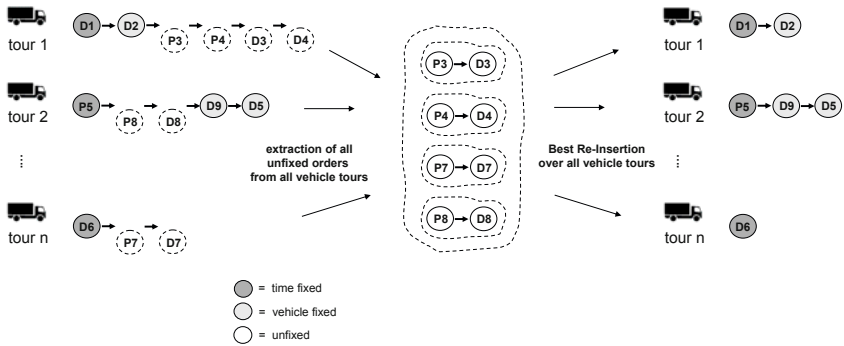 tour 1
D1
D2
P3
P4
D3
D4
tour 2
P5
P8
D8
D9
D5
⋮
tour n
D6
P7
D7
extraction of all
unfixed orders
from all vehicle tours
P3
D3
P4
D4
P7
D7
P8
D8
Best Re-Insertion
over all vehicle tours
tour 1
D1
D2
tour 2
P5
D9
D5
⋮
tour n
D6
= time fixed
= vehicle fixed
= unfixed